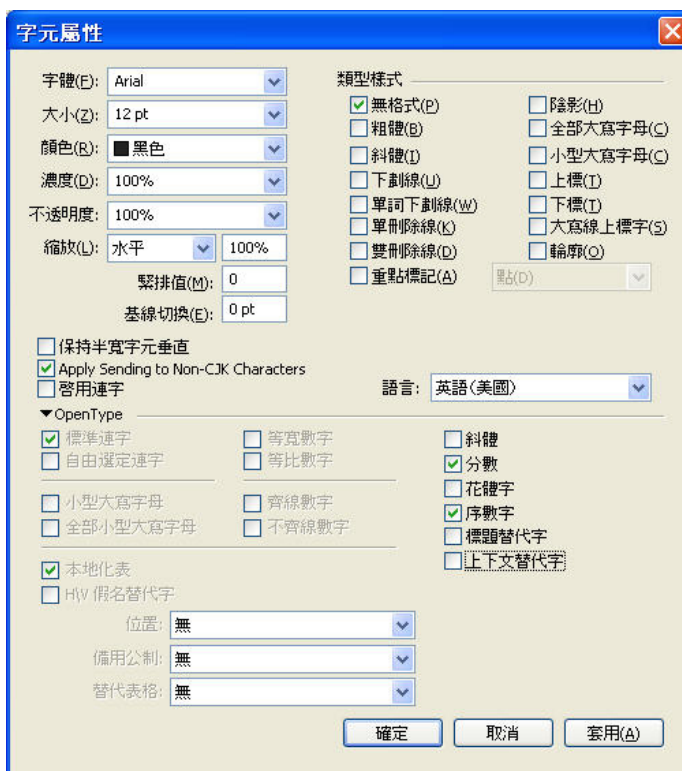 字元屬性
字體(F): Arial
大小(Z): 12 pt
顏色(R): 黑色
濃度(D): 100%
不透明度: 100%
縮放(L): 水平 100%
緊排值(M): 0
基線切換(E): 0 pt
類型樣式
無格式(P) 陰影(H)
粗體(B) 全部大寫字母(C)
斜體(I) 小型大寫字母(C)
下劃線(U) 上標(T)
單詞下劃線(W) 下標(T)
單刪除線(K) 大寫線上標字(S)
雙刪除線(D) 輪廓(O)
重點標記(A) 點(D)
保持半寬字元垂直
Apply Sending to Non-CJK Characters
啓用連字
語言: 英語(美國)
OpenType
標準連字 等寬數字 斜體
自由選定連字 等比數字 分數
花體字
小型大寫字母 齊線數字 序數字
全部小型大寫字母 不齊線數字 標題替代字
上下文替代字
本地化表
H\V 假名替代字
位置: 無
備用公制: 無
替代表格: 無
確定 取消 套用(A)